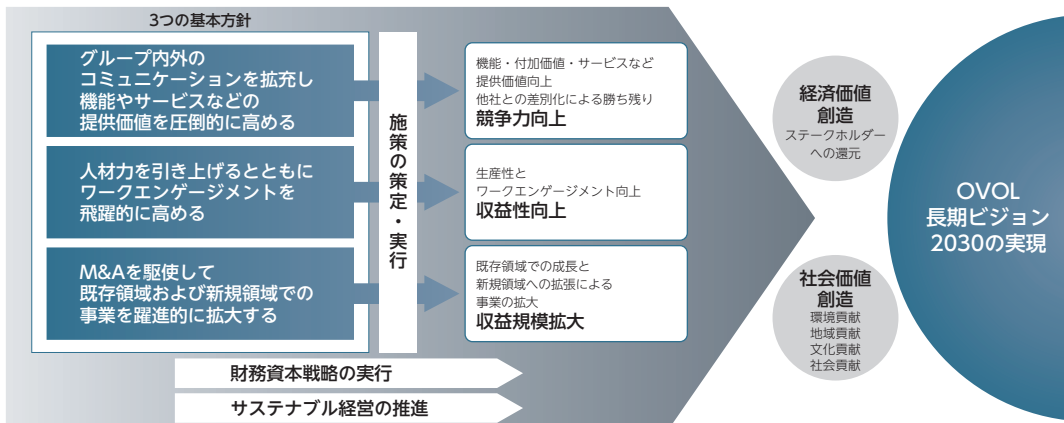 3つの基本方針
グループ内外の
コミュニケーションを拡充し
機能やサービスなどの
提供価値を圧倒的に高める
人材力を引き上げるとともに
ワークエンゲージメントを
飛躍的に高める
M&Aを駆使して
既存領域および新規領域での
事業を躍進的に拡大する
施策の策定・実行
機能・付加価値・サービスなど
提供価値向上
他社との差別化による勝ち残り
競争力向上
生産性と
ワークエンゲージメント向上
収益性向上
既存領域での成長と
新規領域への拡張による
事業の拡大
収益規模拡大
財務資本戦略の実行
サステナブル経営の推進
経済価値
創造
ステークホルダー
への還元
社会価値
創造
環境貢献
地域貢献
文化貢献
社会貢献
OVOL
長期ビジョン
2030の実現